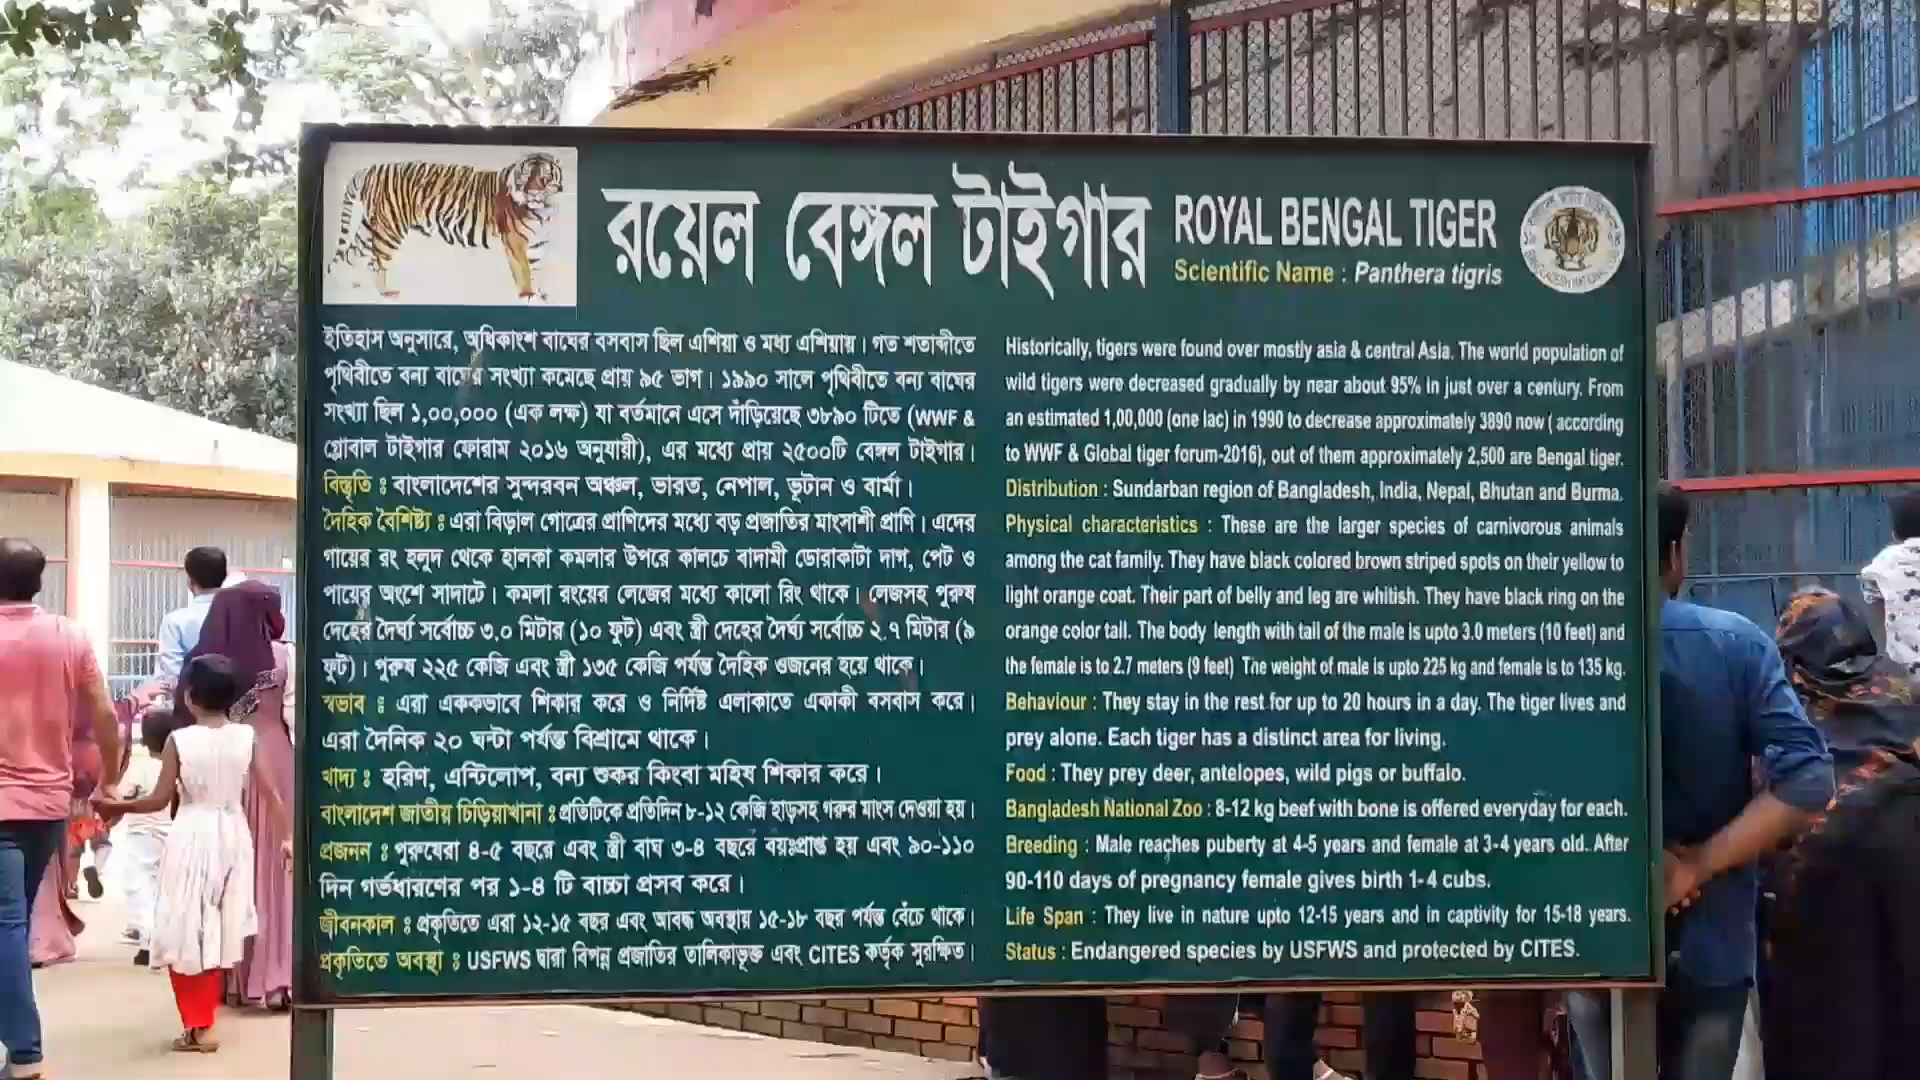 রয়েল বেঙ্গল টাইগার
ROYAL BENGAL TIGER
Scientific Name : Panthera tigris
ইতিহাস অনুসারে, অধিকাংশ বাঘের বসবাস ছিল এশিয়া ও মধ্য এশিয়ায়। গত শতাব্দীতে
পৃথিবীতে বন্য বাঘের সংখ্যা কমেছে প্রায় ৯৫ ভাগ। ১৯৯০ সালে পৃথিবীতে বন্য বাঘের
সংখ্যা ছিল ১,০০,০০০ (এক লক্ষ) যা বর্তমানে এসে দাঁড়িয়েছে ৩৮৯০ টিতে (WWF &
গ্লোবাল টাইগার ফোরাম ২০১৬ অনুযায়ী), এর মধ্যে প্রায় ২৫০০টি বেঙ্গল টাইগার।
বিস্তৃতি : বাংলাদেশের সুন্দরবন অঞ্চল, ভারত, নেপাল, ভূটান ও বার্মা।
দৈহিক বৈশিষ্ট্য : এরা বিড়াল গোত্রের প্রাণিদের মধ্যে বড় প্রজাতির মাংসাশী প্রাণি। এদের
গায়ের রং হলুদ থেকে হালকা কমলার উপরে কালচে বাদামী ডোরাকাটা দাগ, পেট ও
পায়ের অংশে সাদাটে। কমলা রংয়ের লেজের মধ্যে কালো রিং থাকে। লেজসহ পুরুষ
দেহের দৈর্ঘ্য সর্বোচ্চ ৩.০ মিটার (১০ ফুট) এবং স্ত্রী দেহের দৈর্ঘ্য সর্বোচ্চ ২.৭ মিটার (৯
ফুট)। পুরুষ ২২৫ কেজি এবং স্ত্রী ১৩৫ কেজি পর্যন্ত দৈহিক ওজনের হয়ে থাকে।
স্বভাব : এরা এককভাবে শিকার করে ও নির্দিষ্ট এলাকাতে একাকী বসবাস করে।
এরা দৈনিক ২০ ঘন্টা পর্যন্ত বিশ্রামে থাকে।
খাদ্য : হরিণ, এন্টিলোপ, বন্য শুকর কিংবা মহিষ শিকার করে।
বাংলাদেশ জাতীয় চিড়িয়াখানা : প্রতিটিকে প্রতিদিন ৮-১২ কেজি হাড়সহ গরুর মাংস দেওয়া হয়।
প্রজনন : পুরুষেরা ৪-৫ বছরে এবং স্ত্রী বাঘ ৩-৪ বছরে বয়ঃপ্রাপ্ত হয় এবং ৯০-১১০
দিন গর্ভধারণের পর ১-৪ টি বাচ্চা প্রসব করে।
জীবনকাল : প্রকৃতিতে এরা ১২-১৫ বছর এবং আবদ্ধ অবস্থায় ১৫-১৮ বছর পর্যন্ত বেঁচে থাকে।
প্রকৃতিতে অবস্থা : USFWS দ্বারা বিপন্ন প্রজাতির তালিকাভূক্ত এবং CITES কর্তৃক সুরক্ষিত।
Historically, tigers were found over mostly asia & central Asia. The world population of
wild tigers were decreased gradually by near about 95% in just over a century. From
an estimated 1,00,000 (one lac) in 1990 to decrease approximately 3890 now ( according
to WWF & Global tiger forum-2016), out of them approximately 2,500 are Bengal tiger.
Distribution : Sundarban region of Bangladesh, India, Nepal, Bhutan and Burma.
Physical characteristics : These are the larger species of carnivorous animals
among the cat family. They have black colored brown striped spots on their yellow to
light orange coat. Their part of belly and leg are whitish. They have black ring on the
orange color tail. The body length with tail of the male is upto 3.0 meters (10 feet) and
the female is to 2.7 meters (9 feet) The weight of male is upto 225 kg and female is to 135 kg.
Behaviour : They stay in the rest for up to 20 hours in a day. The tiger lives and
prey alone. Each tiger has a distinct area for living.
Food : They prey deer, antelopes, wild pigs or buffalo.
Bangladesh National Zoo : 8-12 kg beef with bone is offered everyday for each.
Breeding : Male reaches puberty at 4-5 years and female at 3-4 years old. After
90-110 days of pregnancy female gives birth 1-4 cubs.
Life Span : They live in nature upto 12-15 years and in captivity for 15-18 years.
Status : Endangered species by USFWS and protected by CITES.